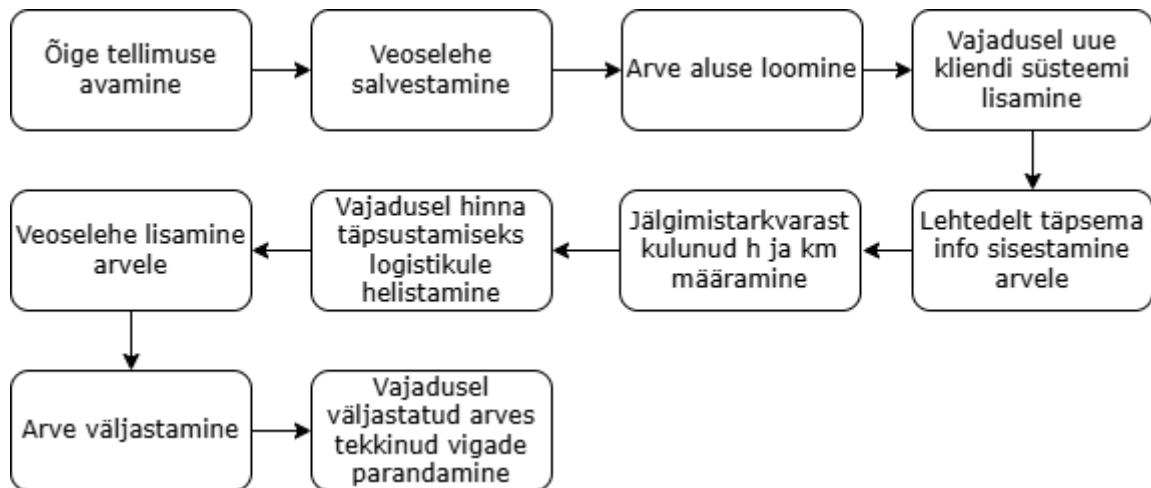 Õige tellimuse
avamine
Veoselehe
salvestamine
Arve aluse loomine
Vajadusel uue
kliendi süsteemi
lisamine
Lehtedelt täpsema
info sisestamine
arvele
Jälgimistarkvarast
kulunud h ja km
määramine
Vajadusel hinna
täpsustamiseks
logistikule
helistamine
Veoselehe lisamine
arvele
Arve väljastamine
Vajadusel
väljastatud arves
tekkinud vigade
parandamine